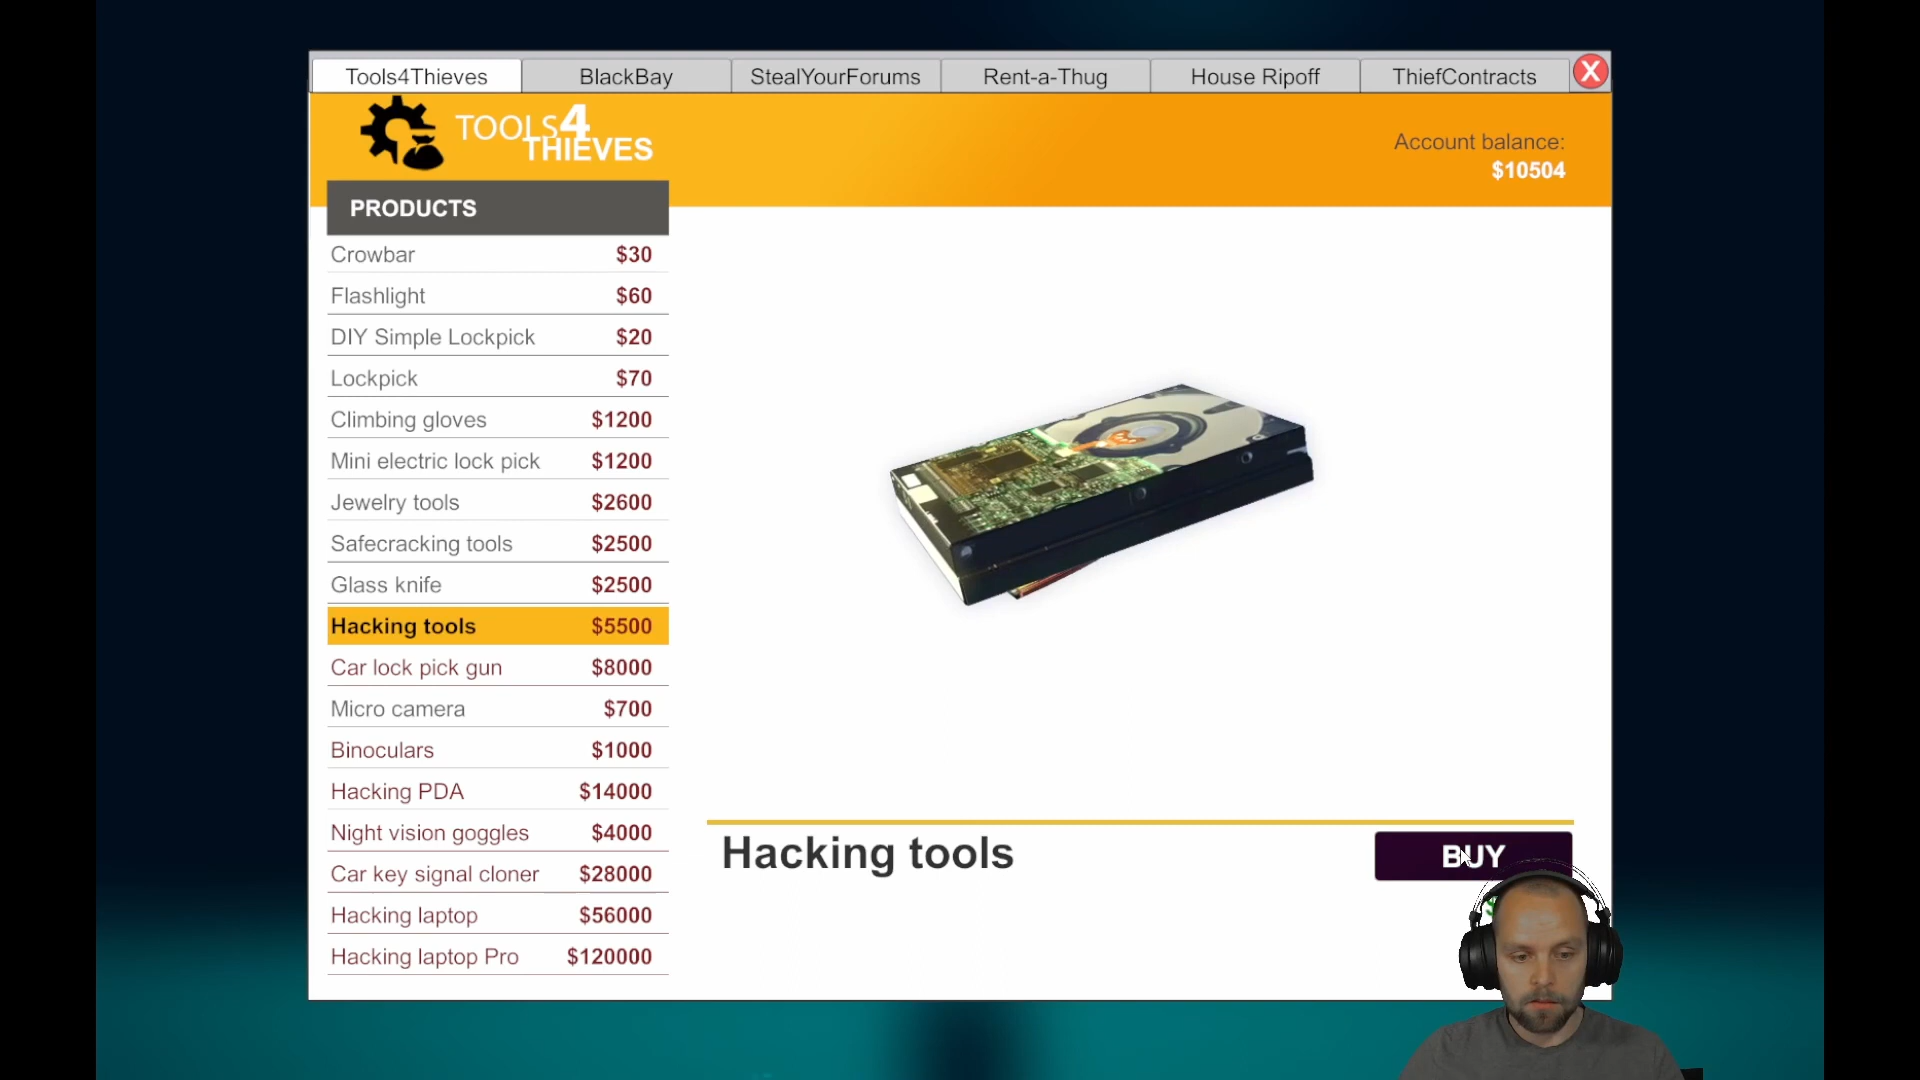 Tools4Thieves
BlackBay
StealYourForums
Rent-a-Thug
House Ripoff
ThiefContracts
X
TOOLS4
THIEVES
Account balance:
$10504
PRODUCTS
Crowbar $30
Flashlight $60
DIY Simple Lockpick $20
Lockpick $70
Climbing gloves $1200
Mini electric lock pick $1200
Jewelry tools $2600
Safecracking tools $2500
Glass knife $2500
Hacking tools $5500
Car lock pick gun $8000
Micro camera $700
Binoculars $1000
Hacking PDA $14000
Night vision goggles $4000
Car key signal cloner $28000
Hacking laptop $56000
Hacking laptop Pro $120000
Hacking tools
BUY